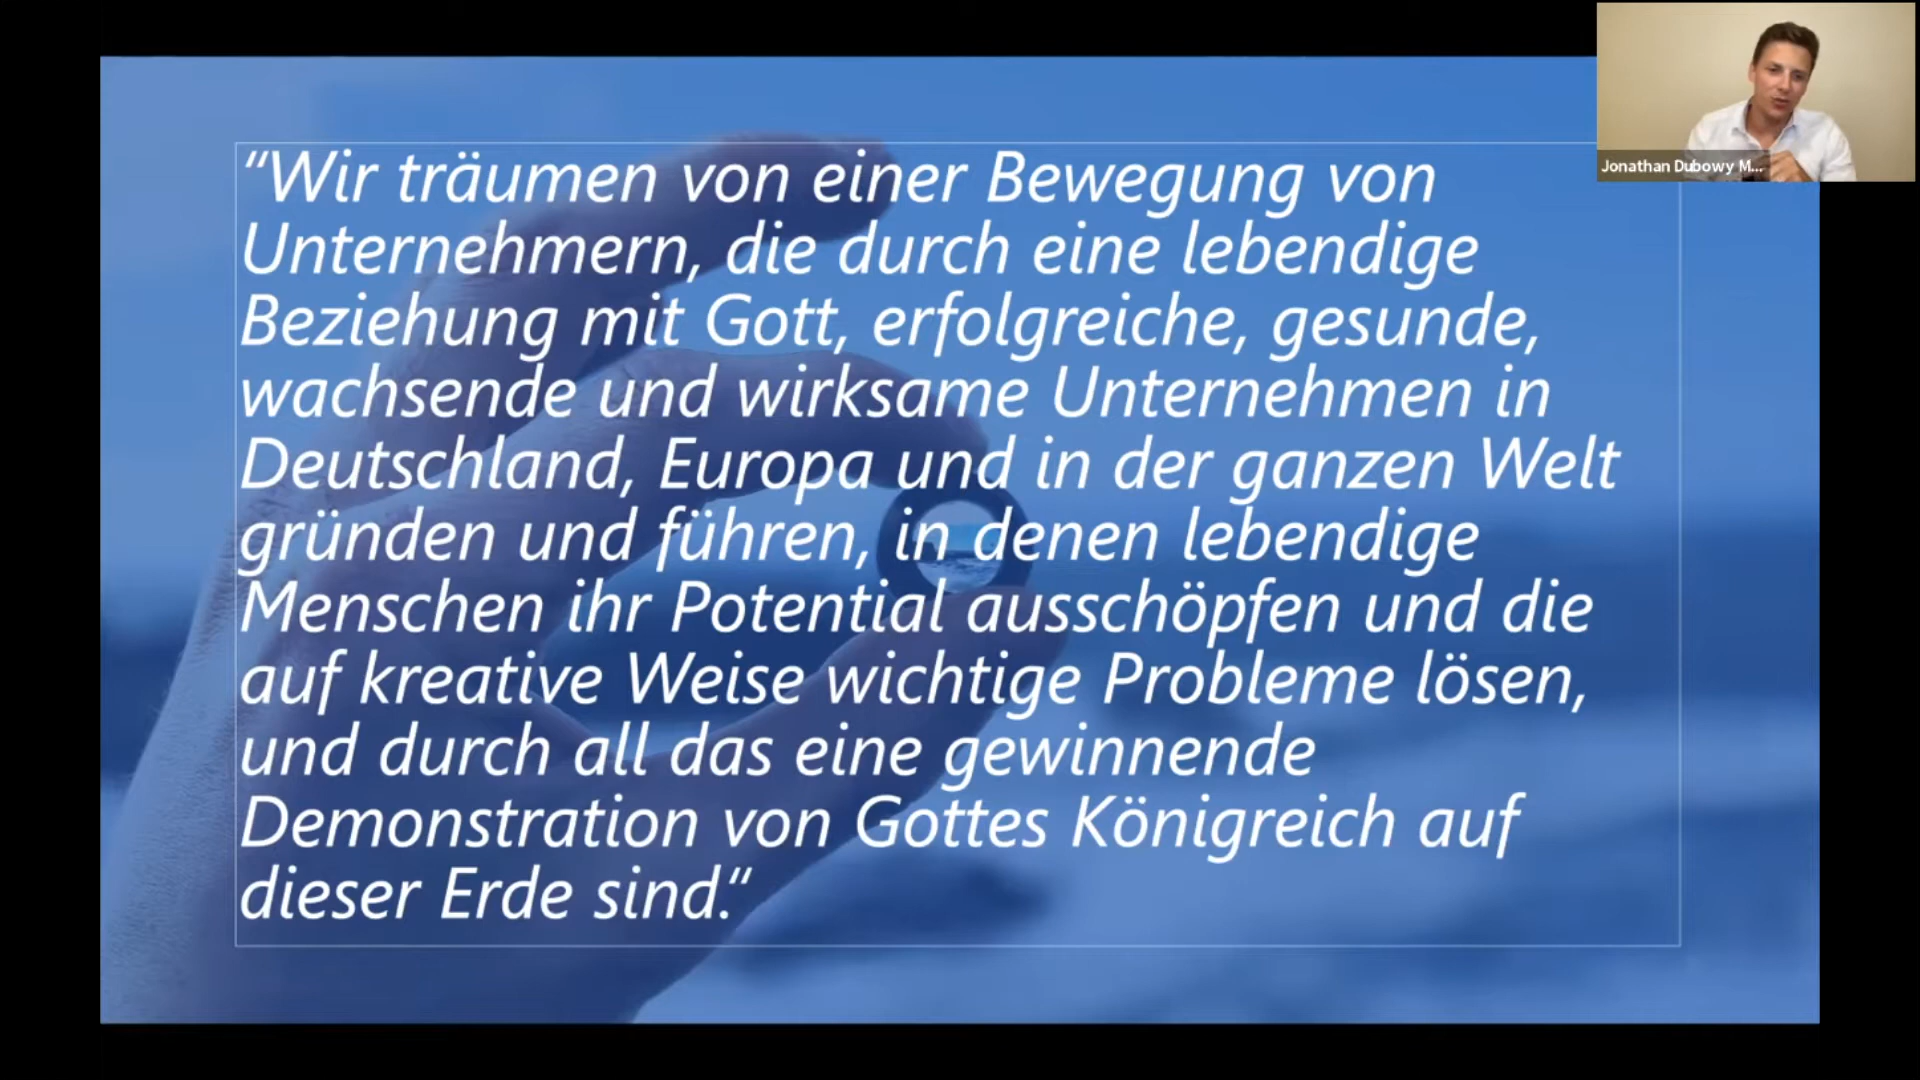 “Wir träumen von einer Bewegung von
Unternehmern, die durch eine lebendige
Beziehung mit Gott, erfolgreiche, gesunde,
wachsende und wirksame Unternehmen in
Deutschland, Europa und in der ganzen Welt
gründen und führen, in denen lebendige
Menschen ihr Potential ausschöpfen und die
auf kreative Weise wichtige Probleme lösen,
und durch all das eine gewinnende
Demonstration von Gottes Königreich auf
dieser Erde sind.“
Jonathan Dubowy M...